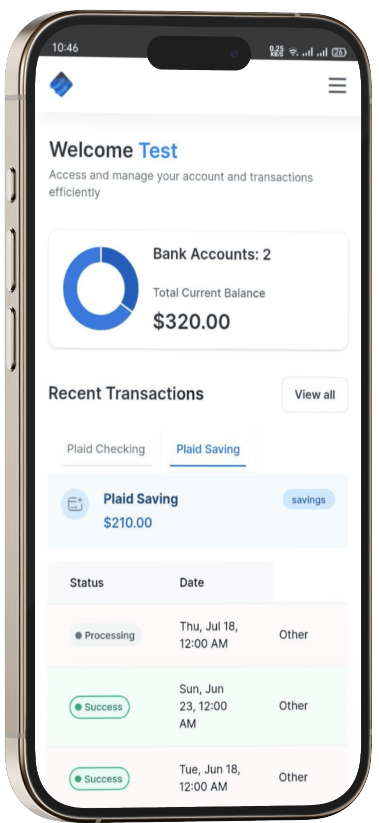 10:46
0.25
KB/S
26
Welcome Test
Access and manage your account and transactions
efficiently
Bank Accounts: 2
Total Current Balance
$320.00
Recent Transactions
View all
Plaid Checking
Plaid Saving
Plaid Saving
savings
$210.00
Status
Date
Processing
Thu, Jul 18,
12:00 AM
Other
Success
Sun, Jun
23, 12:00
AM
Other
Success
Tue, Jun 18,
12:00 AM
Other